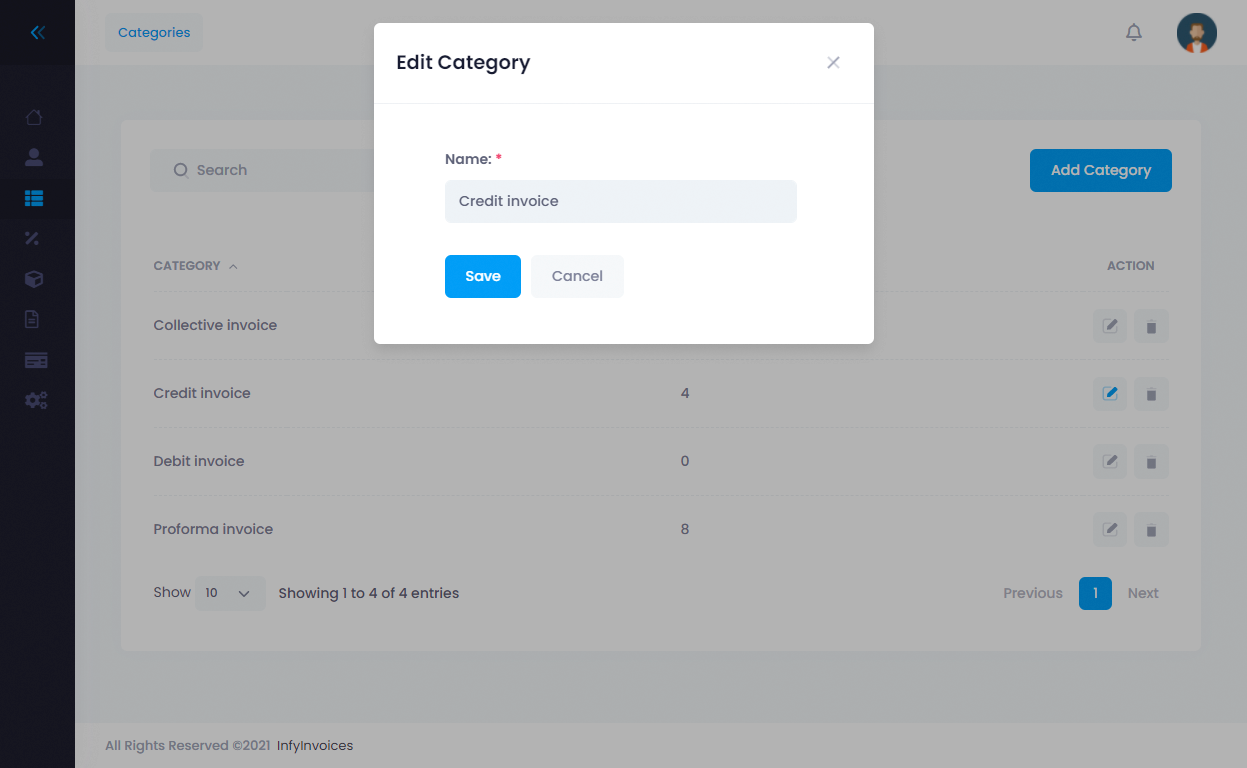 Categories
Edit Category
Name: *
Credit invoice
Save Cancel
Search
Add Category
CATEGORY ACTION
Collective invoice
Credit invoice 4
Debit invoice 0
Proforma invoice 8
Show 10 Showing 1 to 4 of 4 entries Previous 1 Next
All Rights Reserved ©2021 InfyInvoices